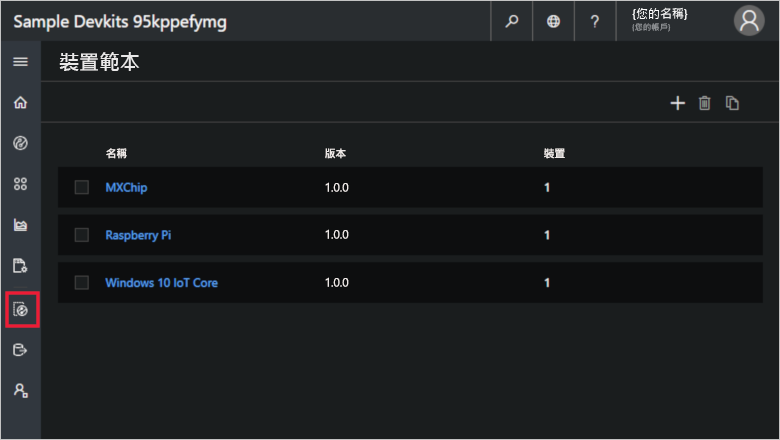 Sample Devkits 95kppefymg
?
{您的名稱}
{您的帳戶}
裝置範本
名稱 版本 裝置
MXChip 1.0.0 1
Raspberry Pi 1.0.0 1
Windows 10 IoT Core 1.0.0 1